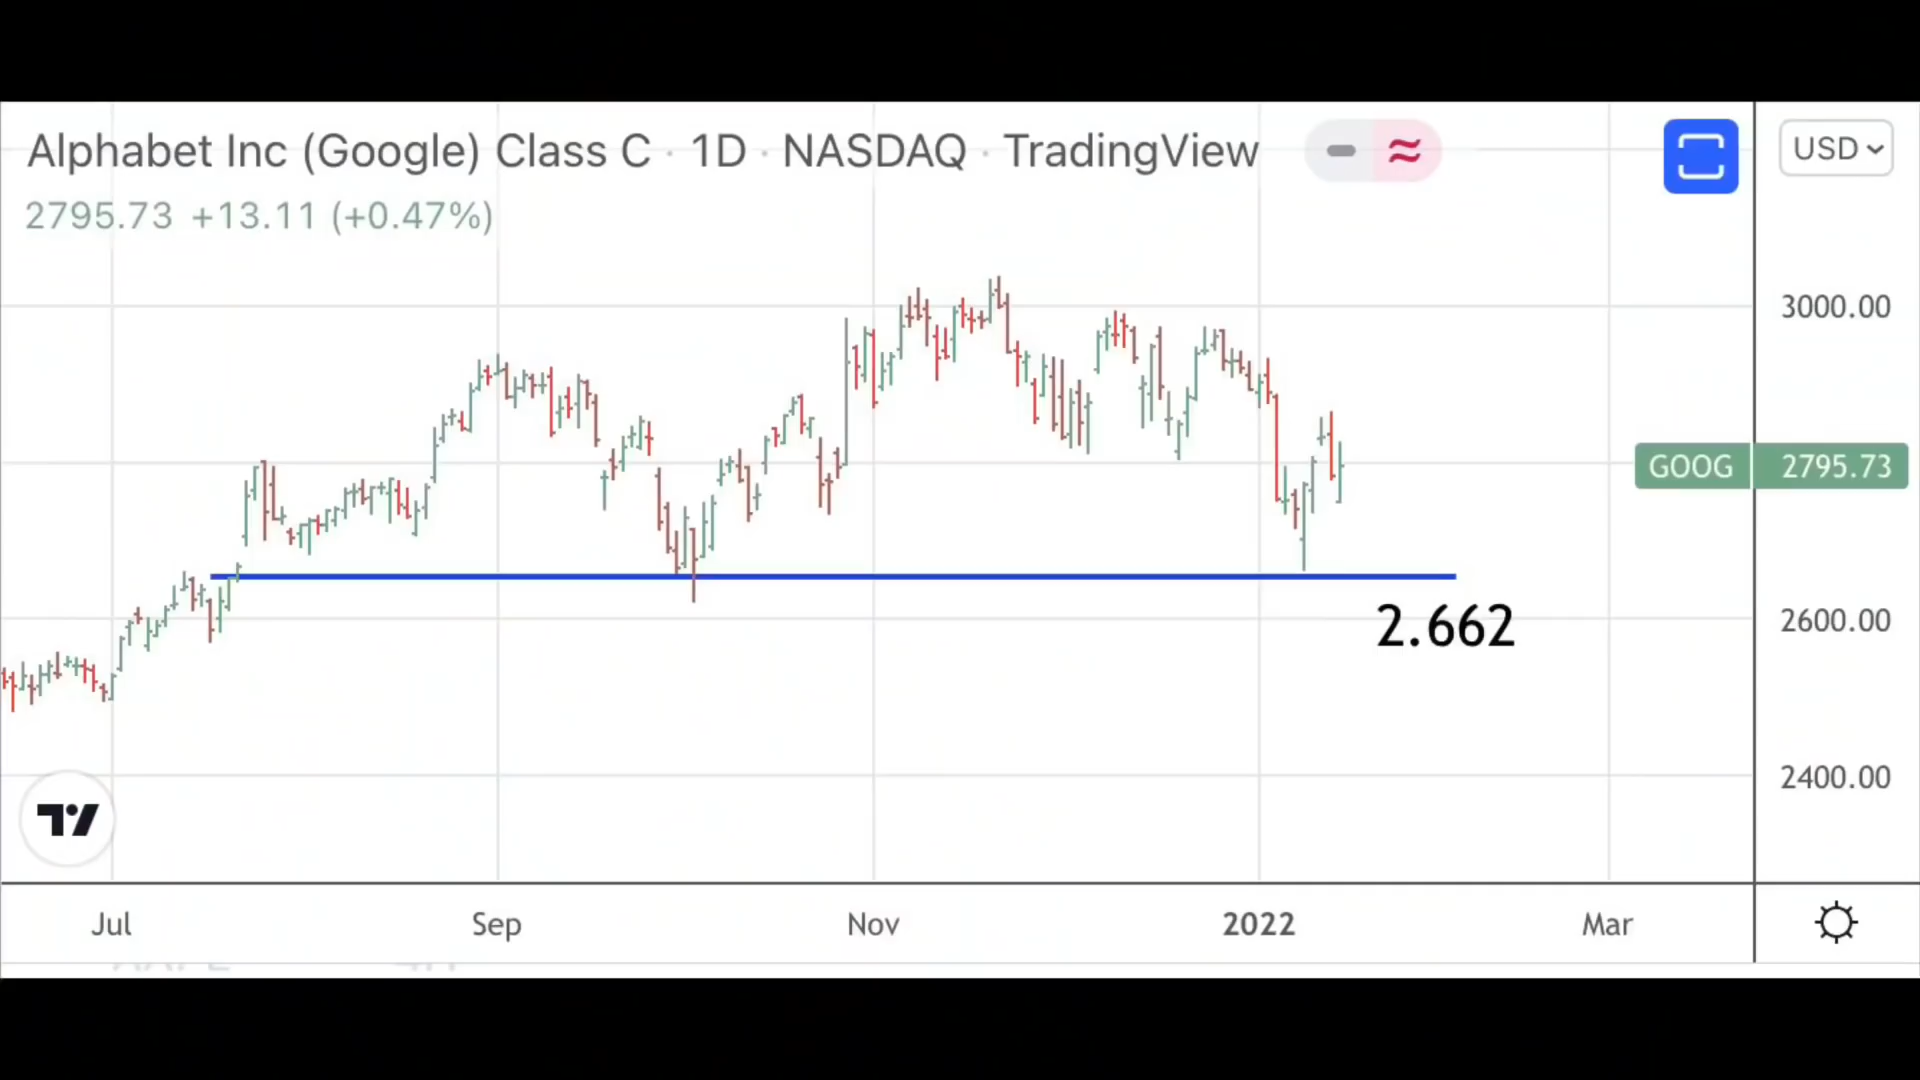 Alphabet Inc (Google) Class C · 1D · NASDAQ · TradingView
USD
2795.73 +13.11 (+0.47%)
3000.00
GOOG 2795.73
2600.00
2.662
2400.00
Jul Sep Nov 2022 Mar